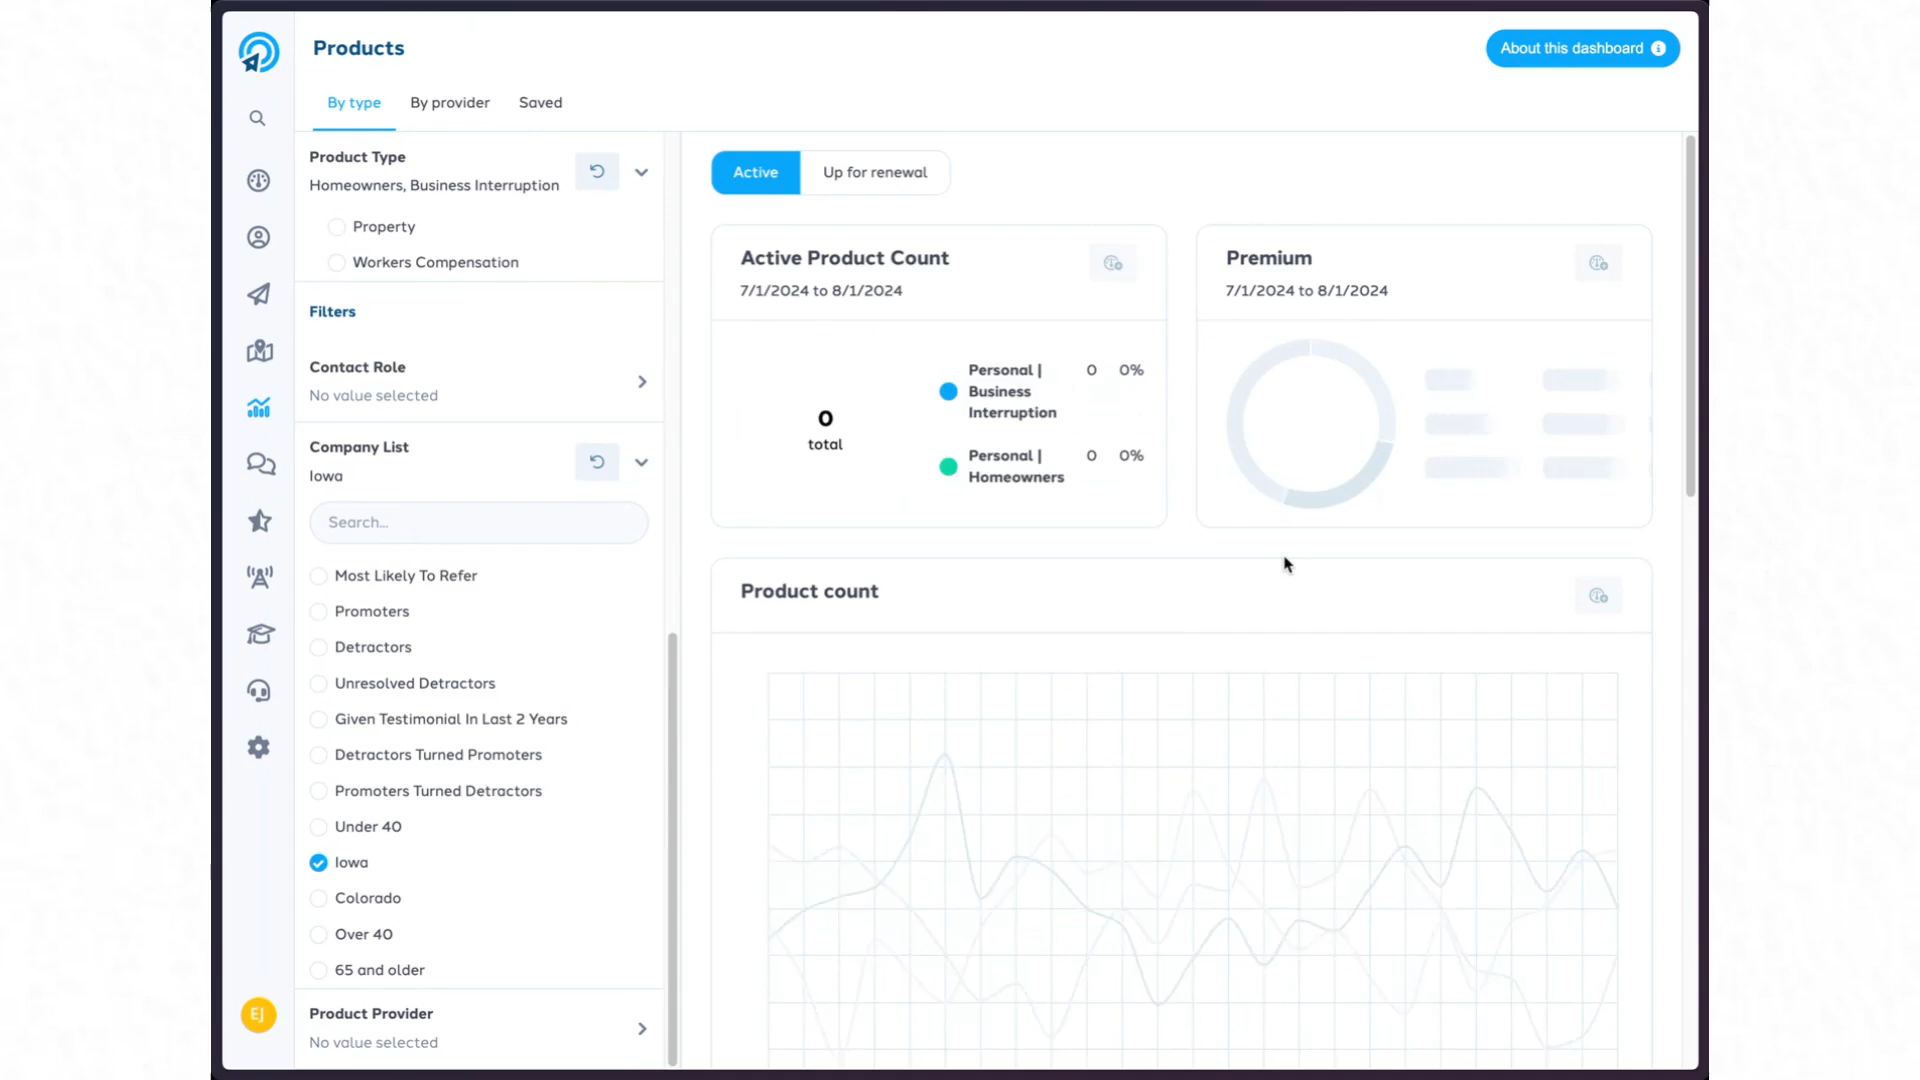 Products
About this dashboard
By type
By provider
Saved
Product Type
Homeowners, Business Interruption
Property
Workers Compensation
Filters
Contact Role
No value selected
Company List
Iowa
Search...
Most Likely To Refer
Promoters
Detractors
Unresolved Detractors
Given Testimonial In Last 2 Years
Detractors Turned Promoters
Promoters Turned Detractors
Under 40
Iowa
Colorado
Over 40
65 and older
Product Provider
No value selected
EJ
Active
Up for renewal
Active Product Count
7/1/2024 to 8/1/2024
0
total
Personal | 0 0%
Business
Interruption
Personal | 0 0%
Homeowners
Premium
7/1/2024 to 8/1/2024
Product count